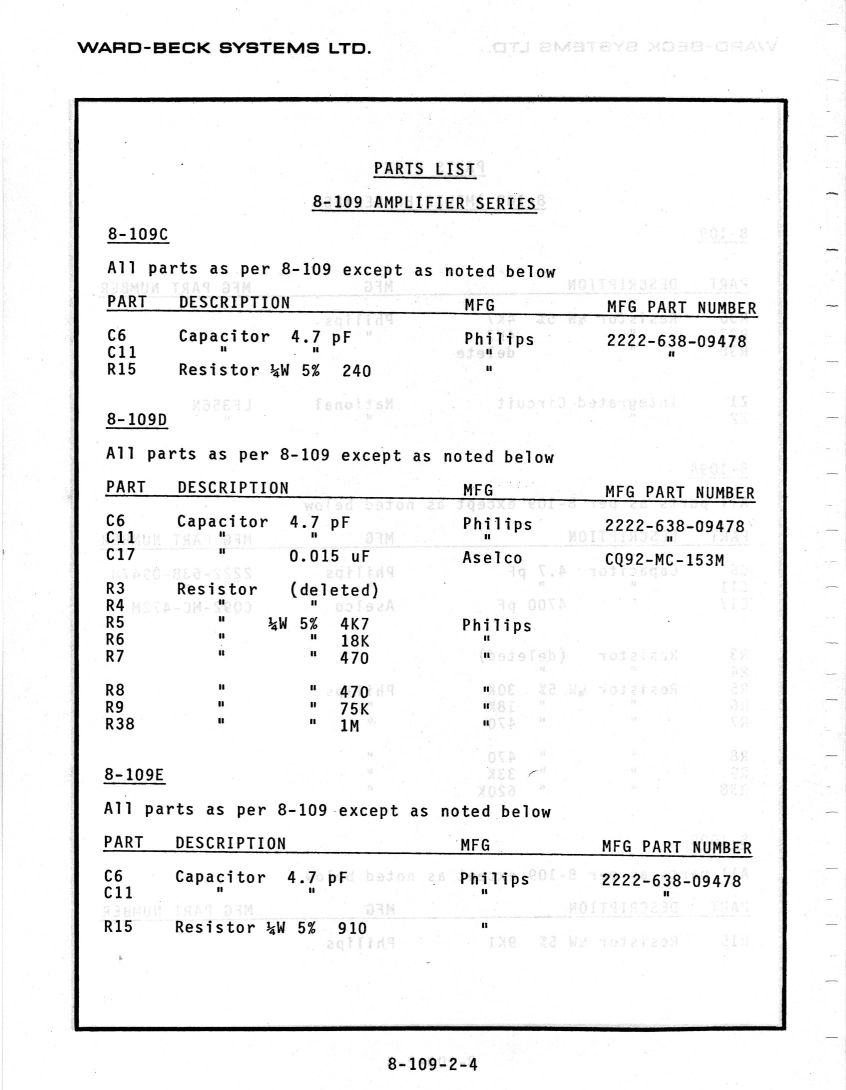 WARD-BECK SYSTEMS LTD.
PARTS LIST
8-109 AMPLIFIER SERIES
8-109C
All parts as per 8-109 except as noted below
PART DESCRIPTION MFG MFG PART NUMBER
C6 Capacitor 4.7 pF Philips 2222-638-09478
C11 " " " "
R15 Resistor ¼W 5% 240 "
8-109D
All parts as per 8-109 except as noted below
PART DESCRIPTION MFG MFG PART NUMBER
C6 Capacitor 4.7 pF Philips 2222-638-09478
C11 " " " "
C17 " 0.015 uF Aselco CQ92-MC-153M
R3 Resistor (deleted)
R4 " "
R5 " ¼W 5% 4K7 Philips
R6 " " 18K "
R7 " " 470 "
R8 " " 470 "
R9 " " 75K "
R38 " " 1M "
8-109E
All parts as per 8-109 except as noted below
PART DESCRIPTION MFG MFG PART NUMBER
C6 Capacitor 4.7 pF Philips 2222-638-09478
C11 " " " "
R15 Resistor ¼W 5% 910 "
8-109-2-4